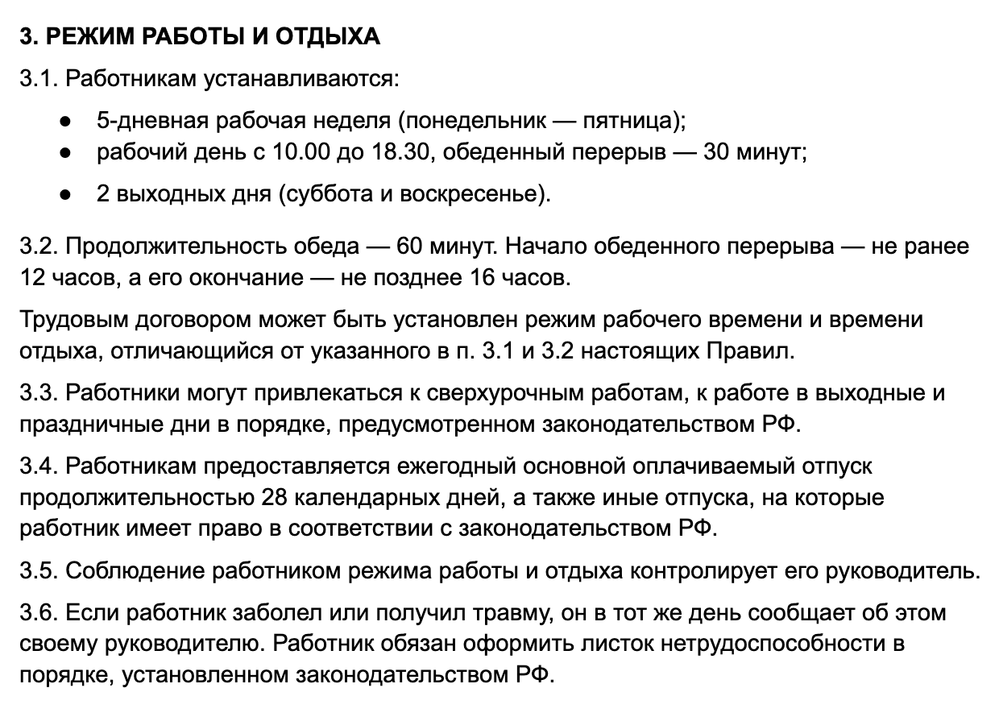 3. РЕЖИМ РАБОТЫ И ОТДЫХА
3.1. Работникам устанавливаются:
● 5-дневная рабочая неделя (понедельник — пятница);
● рабочий день с 10.00 до 18.30, обеденный перерыв — 30 минут;
● 2 выходных дня (суббота и воскресенье).
3.2. Продолжительность обеда — 60 минут. Начало обеденного перерыва — не ранее
12 часов, а его окончание — не позднее 16 часов.
Трудовым договором может быть установлен режим рабочего времени и времени
отдыха, отличающийся от указанного в п. 3.1 и 3.2 настоящих Правил.
3.3. Работники могут привлекаться к сверхурочным работам, к работе в выходные и
праздничные дни в порядке, предусмотренном законодательством РФ.
3.4. Работникам предоставляется ежегодный основной оплачиваемый отпуск
продолжительностью 28 календарных дней, а также иные отпуска, на которые
работник имеет право в соответствии с законодательством РФ.
3.5. Соблюдение работником режима работы и отдыха контролирует его руководитель.
3.6. Если работник заболел или получил травму, он в тот же день сообщает об этом
своему руководителю. Работник обязан оформить листок нетрудоспособности в
порядке, установленном законодательством РФ.